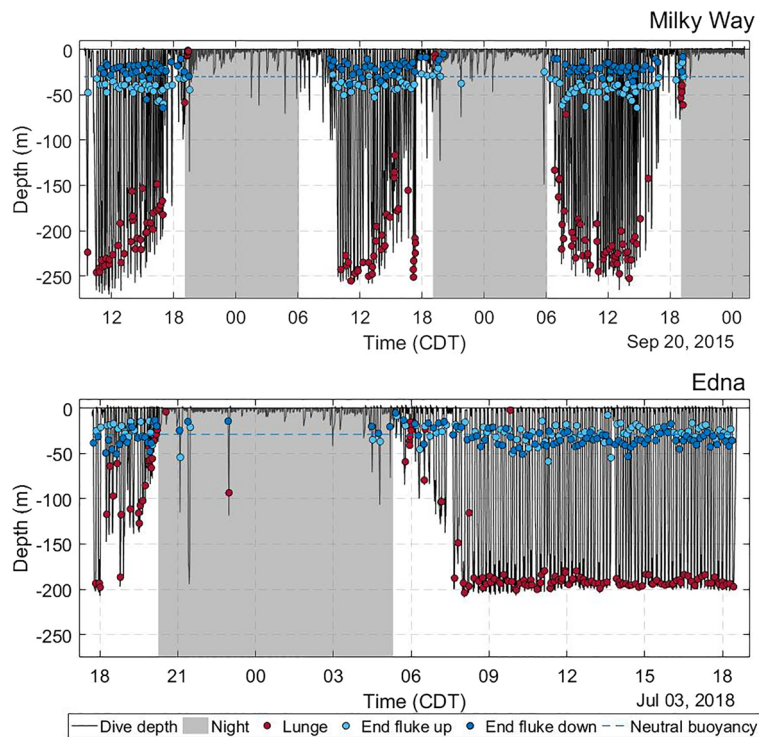 Milky Way
0
-50
-100
-150
-200
-250
Depth (m)
12 18 00 06 12 18 00 06 12 18 00
Time (CDT)
Sep 20, 2015
Edna
0
-50
-100
-150
-200
-250
Depth (m)
18 21 00 03 06 09 12 15 18
Time (CDT)
Jul 03, 2018
Dive depth Night Lunge End fluke up End fluke down Neutral buoyancy